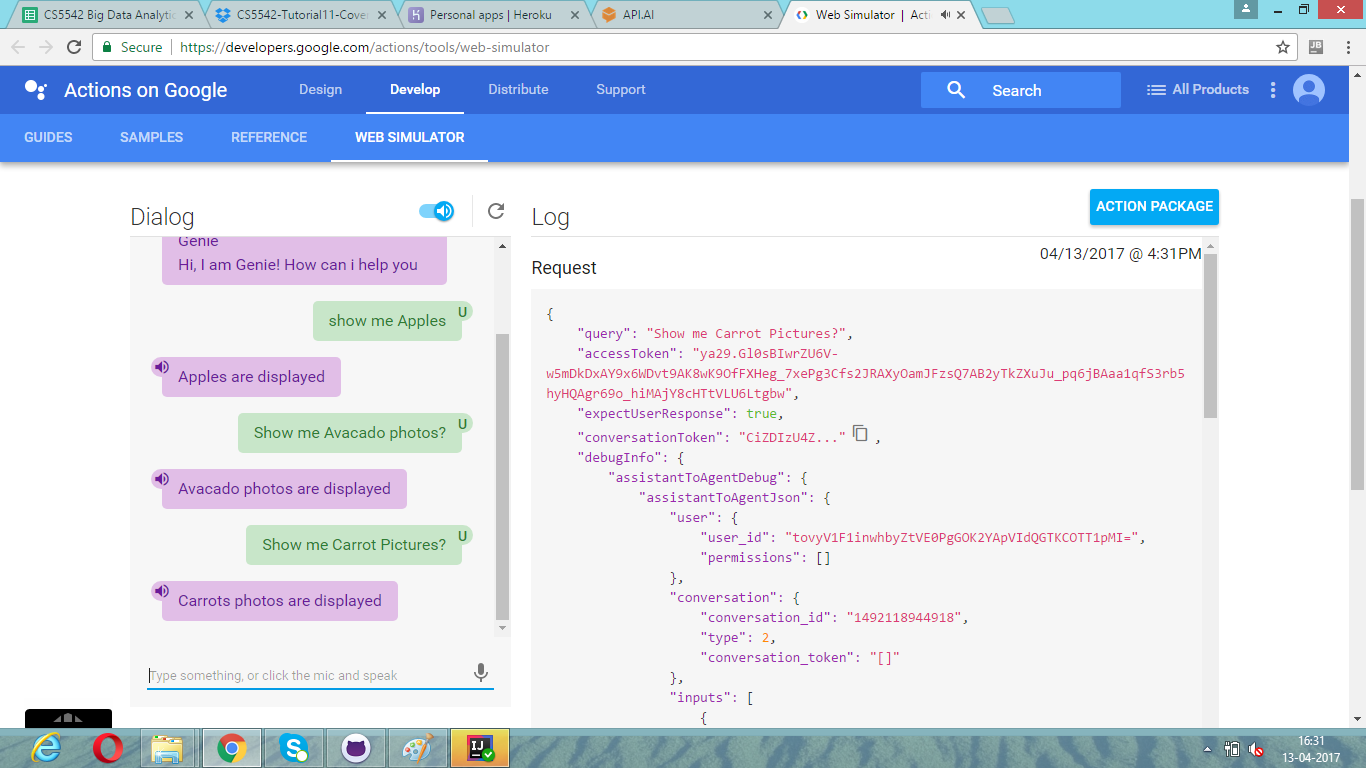 CS5542 Big Data Analytic
CS5542-Tutorial11-Cover
Personal apps | Heroku
API.AI
Web Simulator | Acti
Secure
https://developers.google.com/actions/tools/web-simulator
Actions on Google
Design
Develop
Distribute
Support
Search
All Products
GUIDES
SAMPLES
REFERENCE
WEB SIMULATOR
Dialog
Genie
Hi, I am Genie! How can i help you
show me Apples
U
Apples are displayed
Show me Avacado photos?
U
Avacado photos are displayed
Show me Carrot Pictures?
U
Carrots photos are displayed
Type something, or click the mic and speak
Log
ACTION PACKAGE
04/13/2017 @ 4:31PM
Request
{
"query": "Show me Carrot Pictures?",
"accessToken": "ya29.Gl0sBIwrZU6V-
w5mDkDxAY9x6WDvt9AK8wK9OfFXHeg_7xePg3Cfs2JRAXyOamJFzsQ7AB2yTkZXuJu_pq6jBAaa1qfS3rb5
hyHQAgr69o_hiMAjY8cHTtVLU6Ltgbw",
"expectUserResponse": true,
"conversationToken": "CiZDIzU4Z..." ,
"debugInfo": {
"assistantToAgentDebug": {
"assistantToAgentJson": {
"user": {
"user_id": "tovyV1F1inwhbyZtVE0PgGOK2YApVIdQGTKCOTT1pMI=",
"permissions": []
},
"conversation": {
"conversation_id": "1492118944918",
"type": 2,
"conversation_token": "[]"
},
"inputs": [
{
16:31
13-04-2017